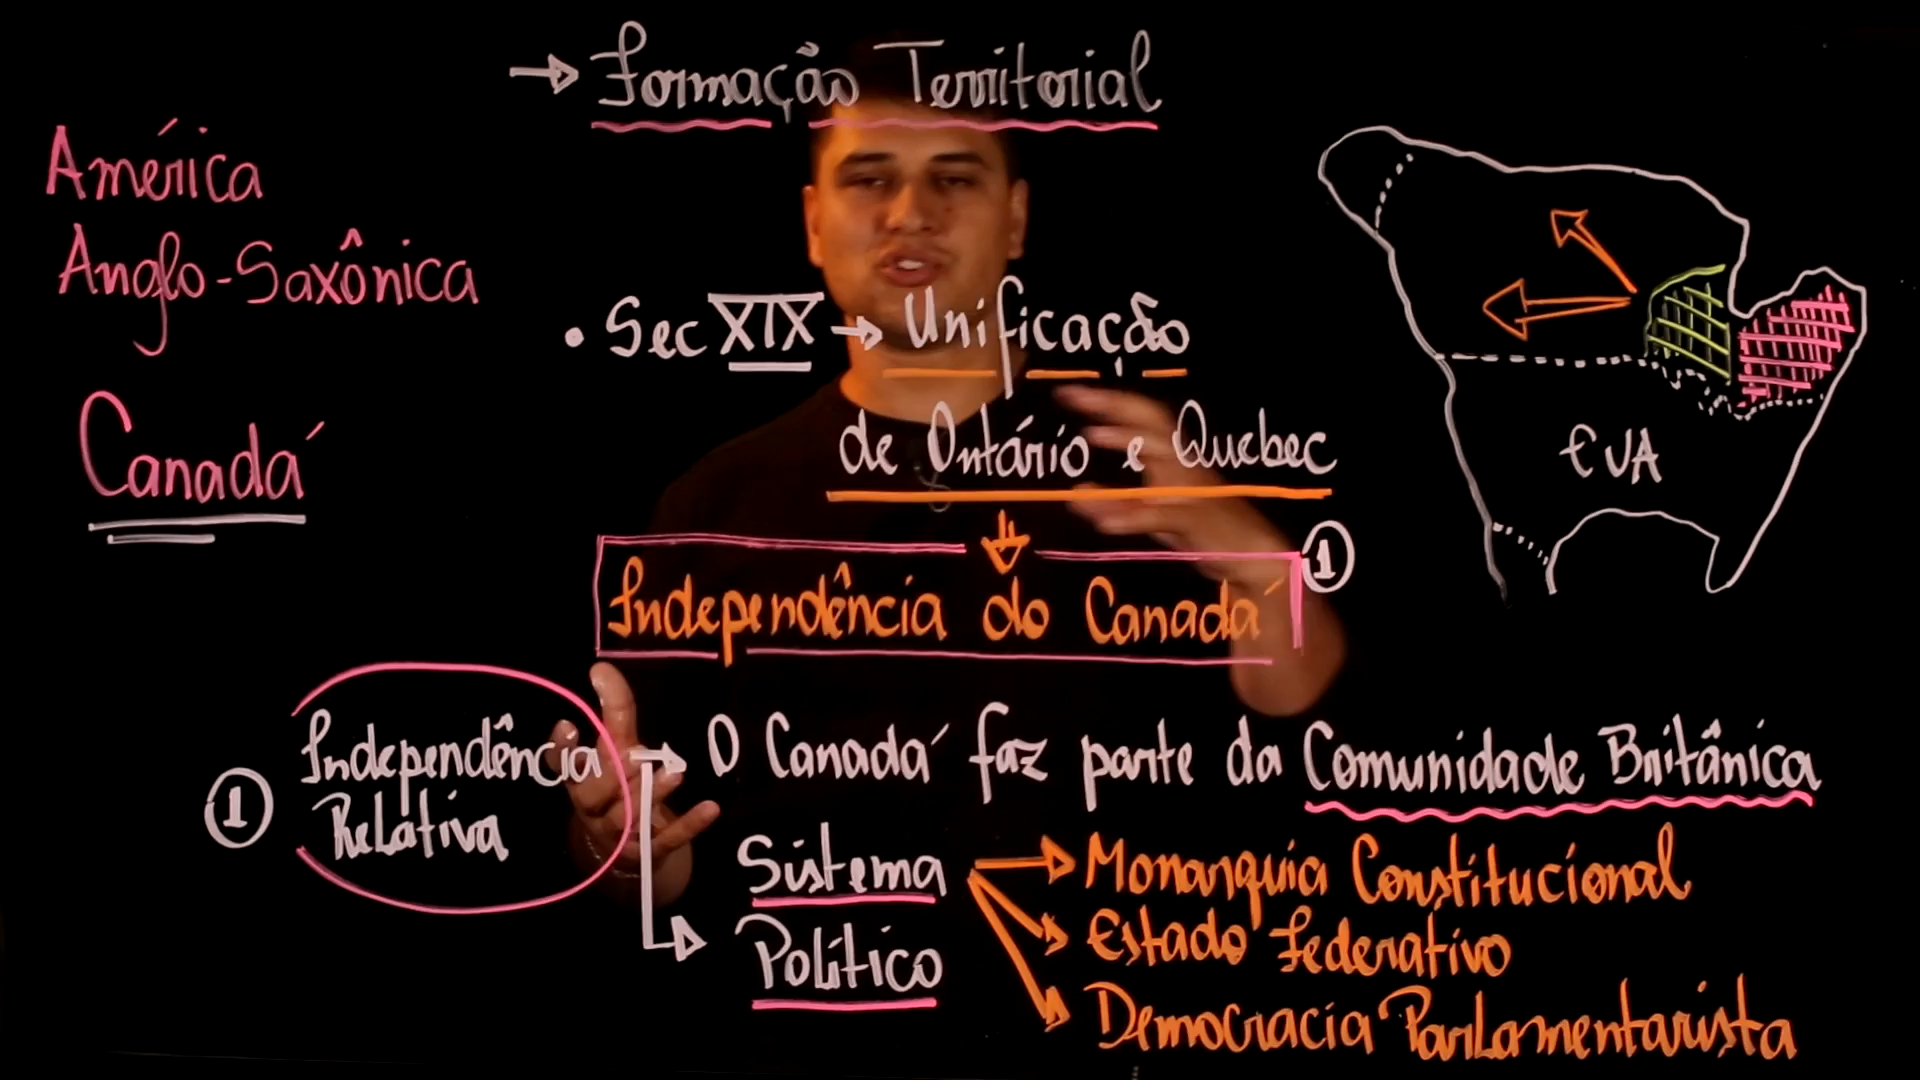 → Formação Territorial
América
Anglo-Saxônica
Canadá
• Sec XIX → Unificação
de Ontário e Quebec
EUA
Independência do Canadá
1
1
Independência
Relativa
→ O Canadá faz parte da Comunidade Britânica
Sistema
Político
→ Monarquia Constitucional
→ Estado Federativo
→ Democracia Parlamentarista